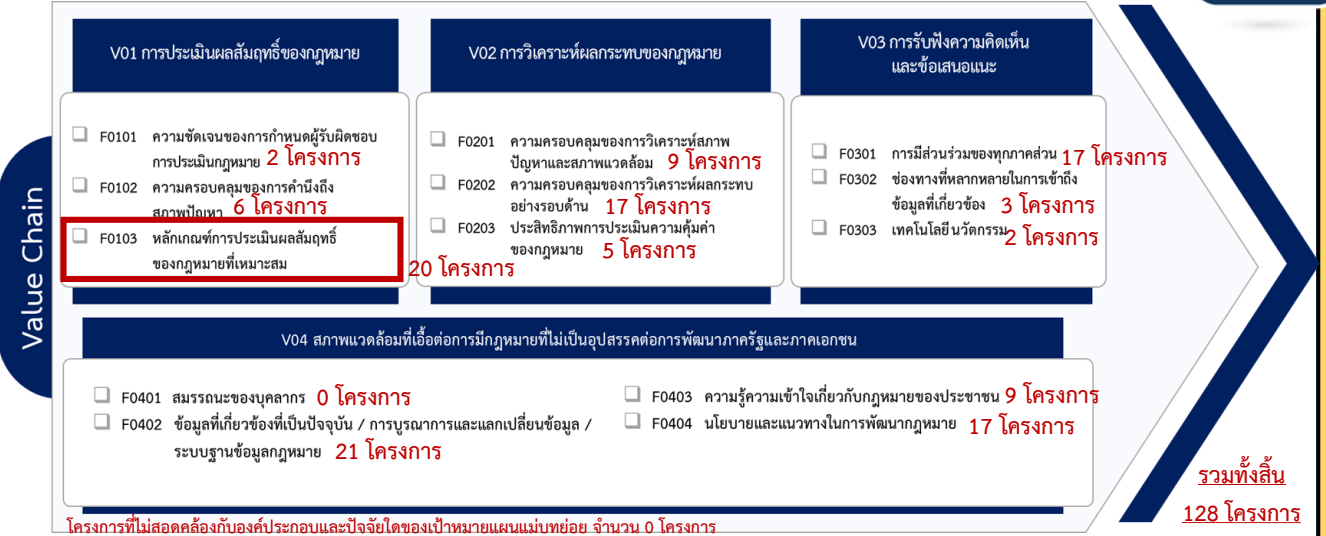 Value Chain
V01 การประเมินผลสัมฤทธิ์ของกฎหมาย
F0101 ความชัดเจนของการกำหนดผู้รับผิดชอบ
การประเมินกฎหมาย 2 โครงการ
F0102 ความครอบคลุมของการคำนึงถึง
สภาพปัญหา 6 โครงการ
F0103 หลักเกณฑ์การประเมินผลสัมฤทธิ์
ของกฎหมายที่เหมาะสม
20 โครงการ
V02 การวิเคราะห์ผลกระทบของกฎหมาย
F0201 ความครอบคลุมของการวิเคราะห์สภาพ
ปัญหาและสภาพแวดล้อม 9 โครงการ
F0202 ความครอบคลุมของการวิเคราะห์ผลกระทบ
อย่างรอบด้าน 17 โครงการ
F0203 ประสิทธิภาพการประเมินความคุ้มค่า
ของกฎหมาย 5 โครงการ
V03 การรับฟังความคิดเห็น
และข้อเสนอแนะ
F0301 การมีส่วนร่วมของทุกภาคส่วน 17 โครงการ
F0302 ช่องทางที่หลากหลายในการเข้าถึง
ข้อมูลที่เกี่ยวข้อง 3 โครงการ
F0303 เทคโนโลยี นวัตกรรม 2 โครงการ
V04 สภาพแวดล้อมที่เอื้อต่อการมีกฎหมายที่ไม่เป็นอุปสรรคต่อการพัฒนาภาครัฐและภาคเอกชน
F0401 สมรรถนะของบุคลากร 0 โครงการ
F0402 ข้อมูลที่เกี่ยวข้องที่เป็นปัจจุบัน / การบูรณาการและแลกเปลี่ยนข้อมูล /
ระบบฐานข้อมูลกฎหมาย 21 โครงการ
F0403 ความรู้ความเข้าใจเกี่ยวกับกฎหมายของประชาชน 9 โครงการ
F0404 นโยบายและแนวทางในการพัฒนากฎหมาย 17 โครงการ
รวมทั้งสิ้น
128 โครงการ
โครงการที่ไม่สอดคล้องกับองค์ประกอบและปัจจัยใดของเป้าหมายแผนแม่บทย่อย จำนวน 0 โครงการ